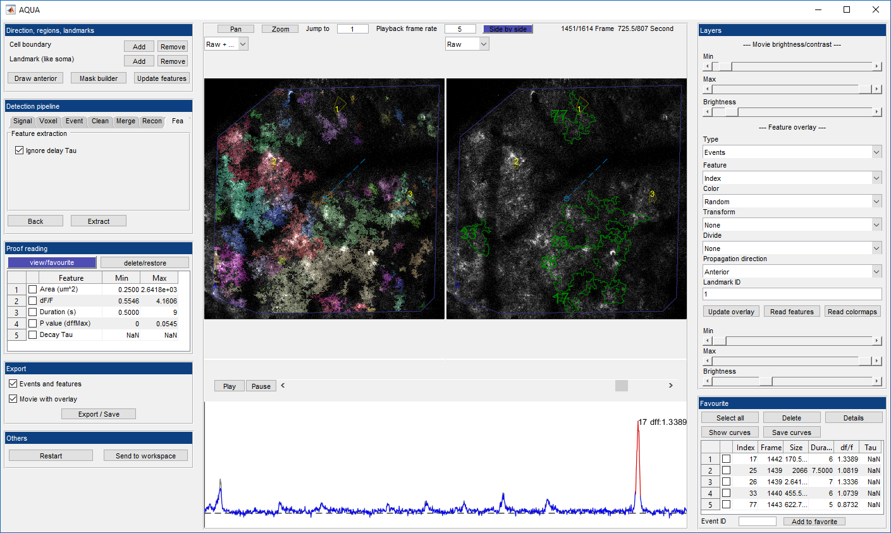 AQUA
Direction, regions, landmarks
Cell boundary Add Remove
Landmark (like soma) Add Remove
Draw anterior Mask builder Update features
Detection pipeline
Signal Voxel Event Clean Merge Recon Fea
Feature extraction
Ignore delay Tau
Back Extract
Proof reading
view/favourite delete/restore
Feature Min Max
1 Area (um^2) 0.2500 2.6418e+03
2 dF/F 0.5546 4.1606
3 Duration (s) 0.5000 9
4 P value (dffMax) 0 0.0545
5 Decay Tau NaN NaN
Export
Events and features
Movie with overlay
Export / Save
Others
Restart Send to workspace
Pan Zoom Jump to 1 Playback frame rate 5 Side by side 1451/1614 Frame 725.5/807 Second
Raw + ... Raw
1
2
3
1
2
3
Play Pause
17 dff:1.3389
Layers
--- Movie brightness/contrast ---
Min
Max
Brightness
--- Feature overlay ---
Type
Events
Feature
Index
Color
Random
Transform
None
Divide
None
Propagation direction
Anterior
Landmark ID
1
Update overlay Read features Read colormaps
Min
Max
Brightness
Favourite
Select all Delete Details
Show curves Save curves
Index Frame Size Dura... df/f Tau
1 17 1442 170.5... 6 1.3389 NaN
2 25 1439 2066 7.5000 1.0819 NaN
3 26 1439 2.641... 7 1.3336 NaN
4 33 1440 455.5... 6 1.0739 NaN
5 77 1443 622.7... 5 0.8732 NaN
Event ID Add to favorite